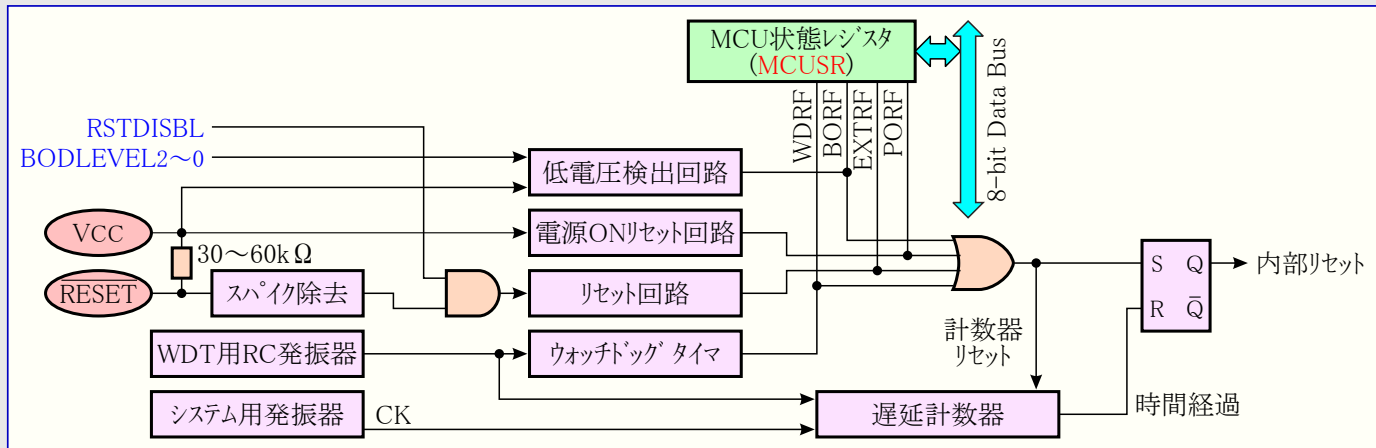 MCU状態レジスタ
(MCUSR)
WDRF
BORF
EXTRF
PORF
8-bit Data Bus
RSTDISBL
BODLEVEL2～0
低電圧検出回路
VCC
電源ONリセット回路
30～60kΩ
RESET
スパイク除去
リセット回路
S Q
R Q̅
内部リセット
計数器
リセット
WDT用RC発振器
ウォッチドッグ タイマ
システム用発振器
CK
遅延計数器
時間経過